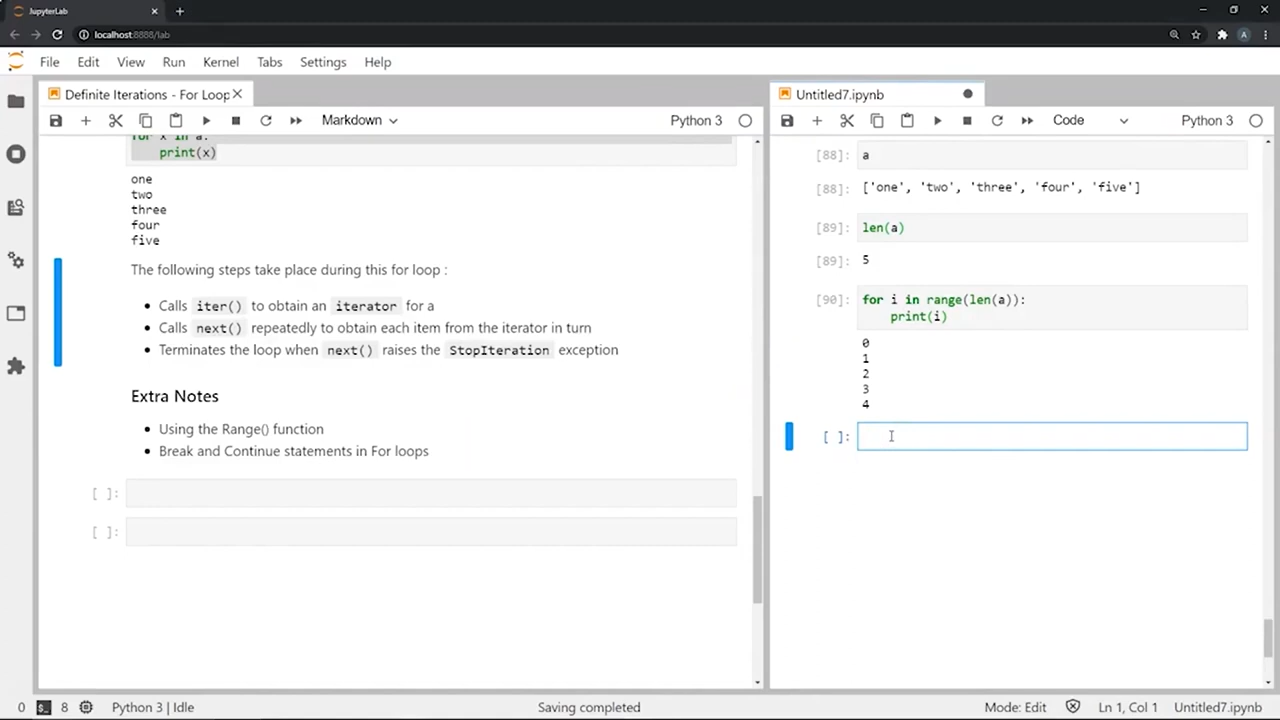 JupyterLab
localhost:8888/lab
File Edit View Run Kernel Tabs Settings Help
Definite Iterations - For Loop
Markdown
Python 3
for x in a:
print(x)
one
two
three
four
five
The following steps take place during this for loop :
Calls iter() to obtain an iterator for a
Calls next() repeatedly to obtain each item from the iterator in turn
Terminates the loop when next() raises the StopIteration exception
Extra Notes
Using the Range() function
Break and Continue statements in For loops
[ ]:
[ ]:
Untitled7.ipynb
Code
Python 3
[88]: a
[88]: ['one', 'two', 'three', 'four', 'five']
[89]: len(a)
[89]: 5
[90]: for i in range(len(a)):
print(i)
0
1
2
3
4
[ ]:
0 8 Python 3 | Idle Saving completed Mode: Edit Ln 1, Col 1 Untitled7.ipynb
A